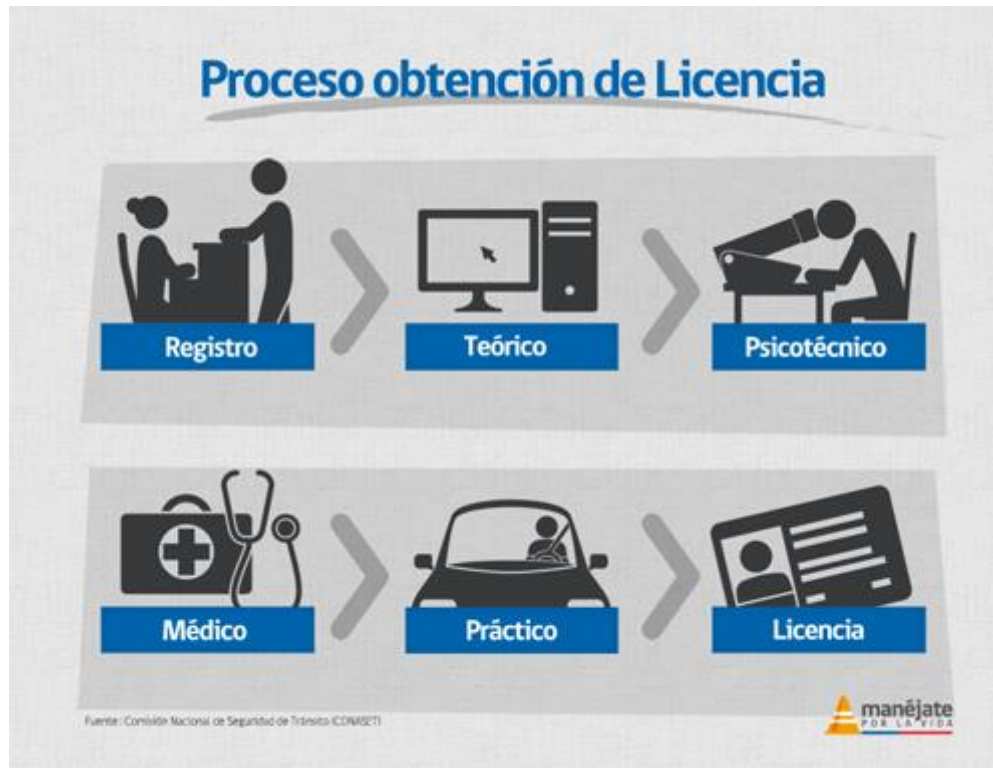 Proceso obtención de Licencia
Registro
Teórico
Psicotécnico
Médico
Práctico
Licencia
Fuente: Comisión Nacional de Seguridad de Tránsito (CONASET)
manéjate
POR LA VIDA